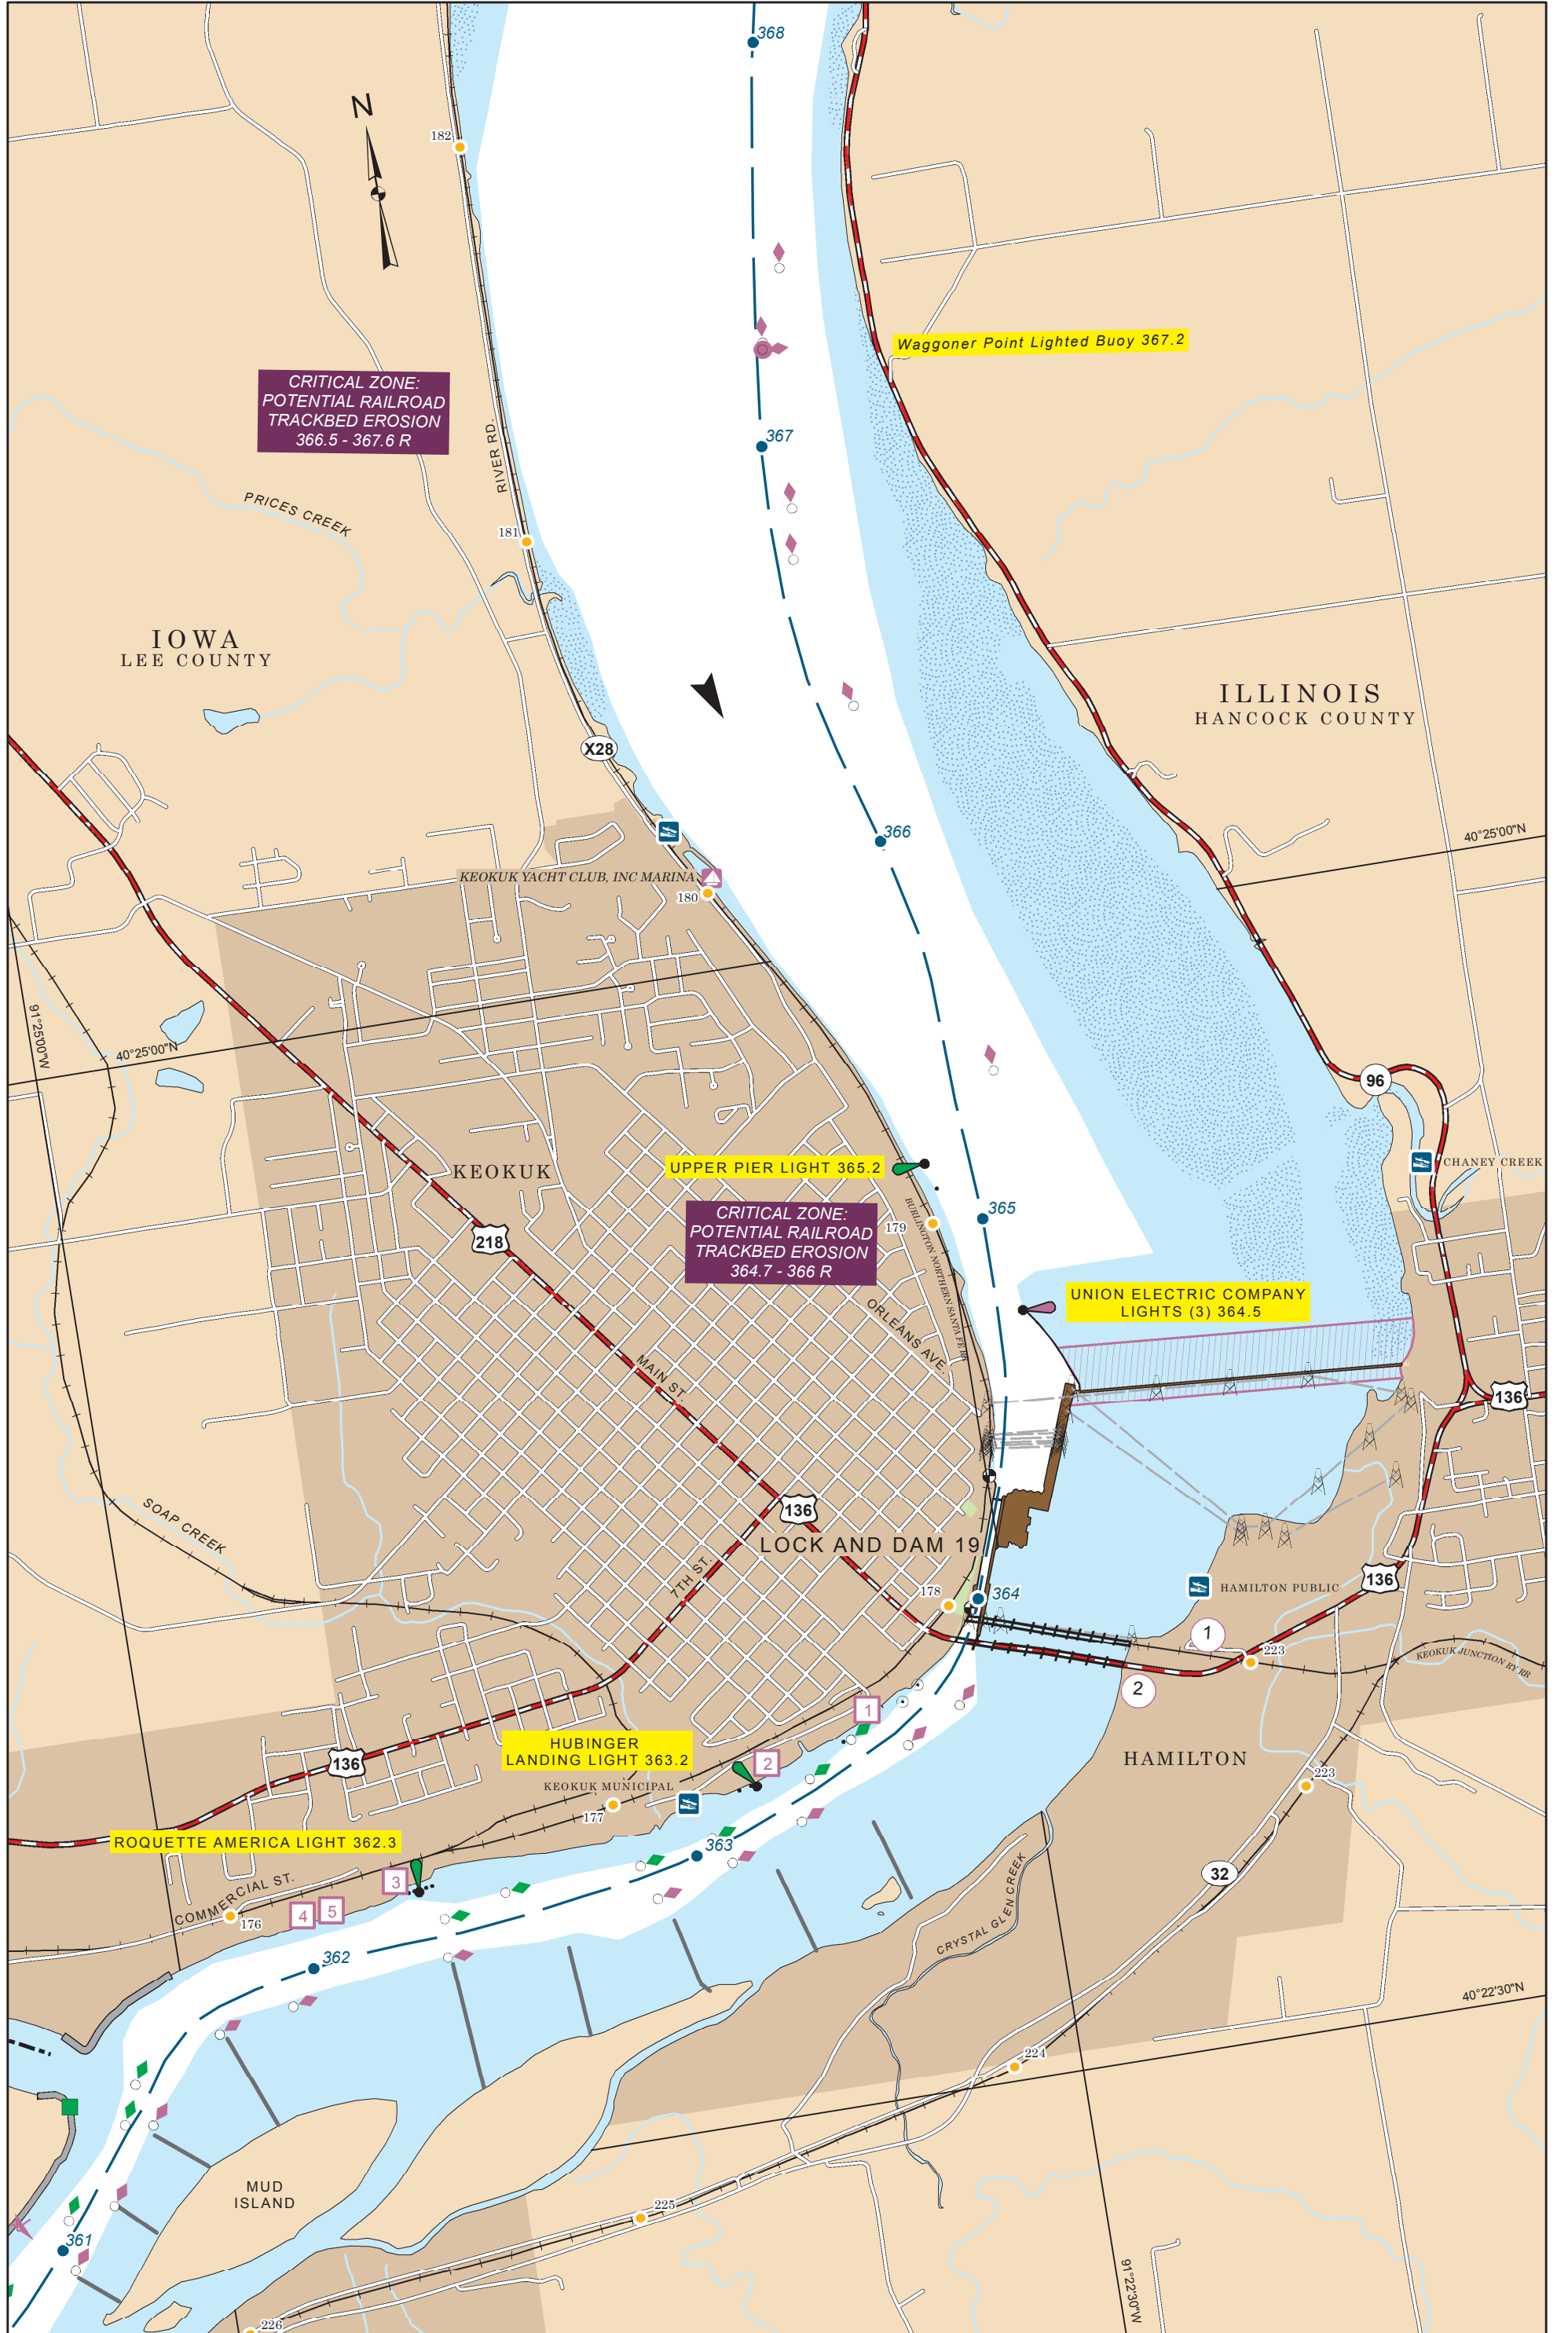 368
N
182
Waggoner Point Lighted Buoy 367.2
CRITICAL ZONE:
POTENTIAL RAILROAD
TRACKBED EROSION
366.5 - 367.6 R
367
RIVER RD.
PRICES CREEK
181
IOWA
LEE COUNTY
ILLINOIS
HANCOCK COUNTY
X28
366
40°25'00"N
KEOKUK YACHT CLUB, INC MARINA
180
91°25'00"W
40°25'00"N
96
CHANEY CREEK
KEOKUK
UPPER PIER LIGHT 365.2
CRITICAL ZONE:
POTENTIAL RAILROAD
TRACKBED EROSION
364.7 - 366 R
179
BURLINGTON NORTHERN SANTA FE RR
365
218
UNION ELECTRIC COMPANY
LIGHTS (3) 364.5
ORLEANS AVE.
MAIN ST.
136
136
SOAP CREEK
LOCK AND DAM 19
7TH ST.
178
364
HAMILTON PUBLIC
136
1
223
KEOKUK JUNCTION RY RR
2
1
HUBINGER
LANDING LIGHT 363.2
2
HAMILTON
136
KEOKUK MUNICIPAL
223
177
ROQUETTE AMERICA LIGHT 362.3
363
3
32
COMMERCIAL ST.
176
4
5
CRYSTAL GLEN CREEK
362
40°22'30"N
224
MUD
ISLAND
225
361
91°22'30"W
226